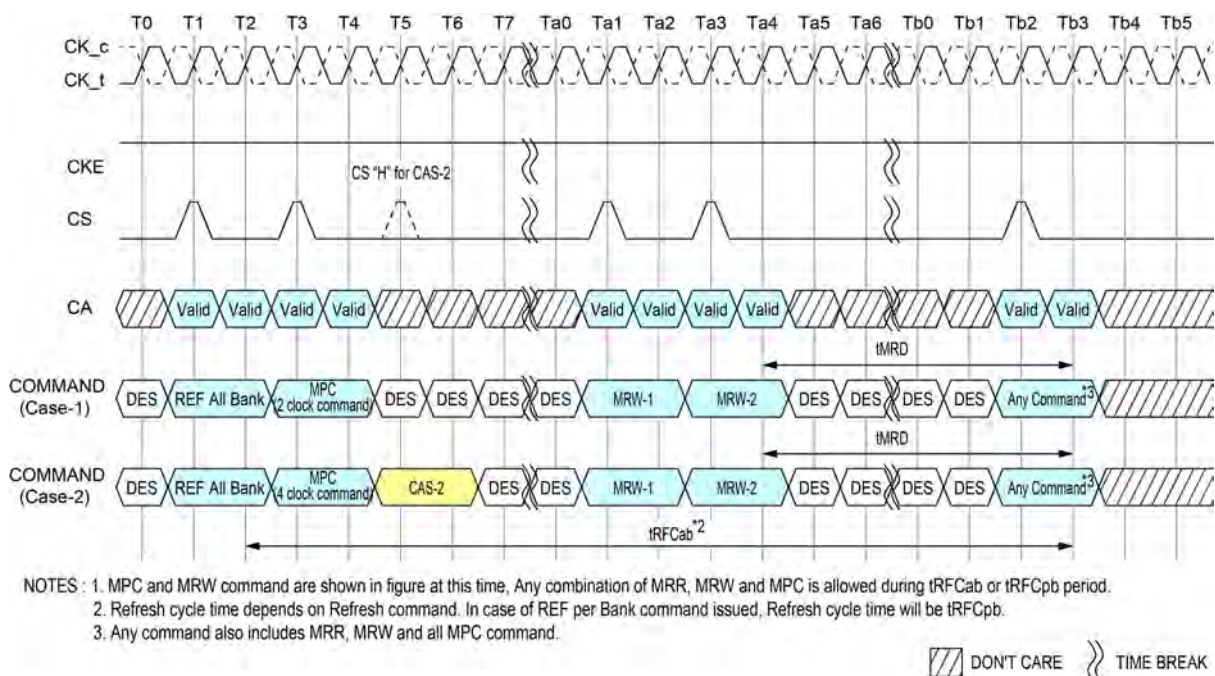 T0 T1 T2 T3 T4 T5 T6 T7 Ta0 Ta1 Ta2 Ta3 Ta4 Ta5 Ta6 Tb0 Tb1 Tb2 Tb3 Tb4 Tb5
CK_c
CK_t
CKE
CS "H" for CAS-2
CS
CA Valid Valid Valid Valid Valid Valid Valid Valid Valid Valid
tMRD
COMMAND
(Case-1)
DES REF All Bank MPC
(2 clock command) DES DES DES DES MRW-1 MRW-2 DES DES DES DES Any Command*3
tMRD
COMMAND
(Case-2)
DES REF All Bank MPC
(4 clock command) CAS-2 DES DES MRW-1 MRW-2 DES DES DES DES Any Command*3
tRFCab*2
NOTES : 1. MPC and MRW command are shown in figure at this time, Any combination of MRR, MRW and MPC is allowed during tRFCab or tRFCpb period.
2. Refresh cycle time depends on Refresh command. In case of REF per Bank command issued, Refresh cycle time will be tRFCpb.
3. Any command also includes MRR, MRW and all MPC command.
DON'T CARE TIME BREAK